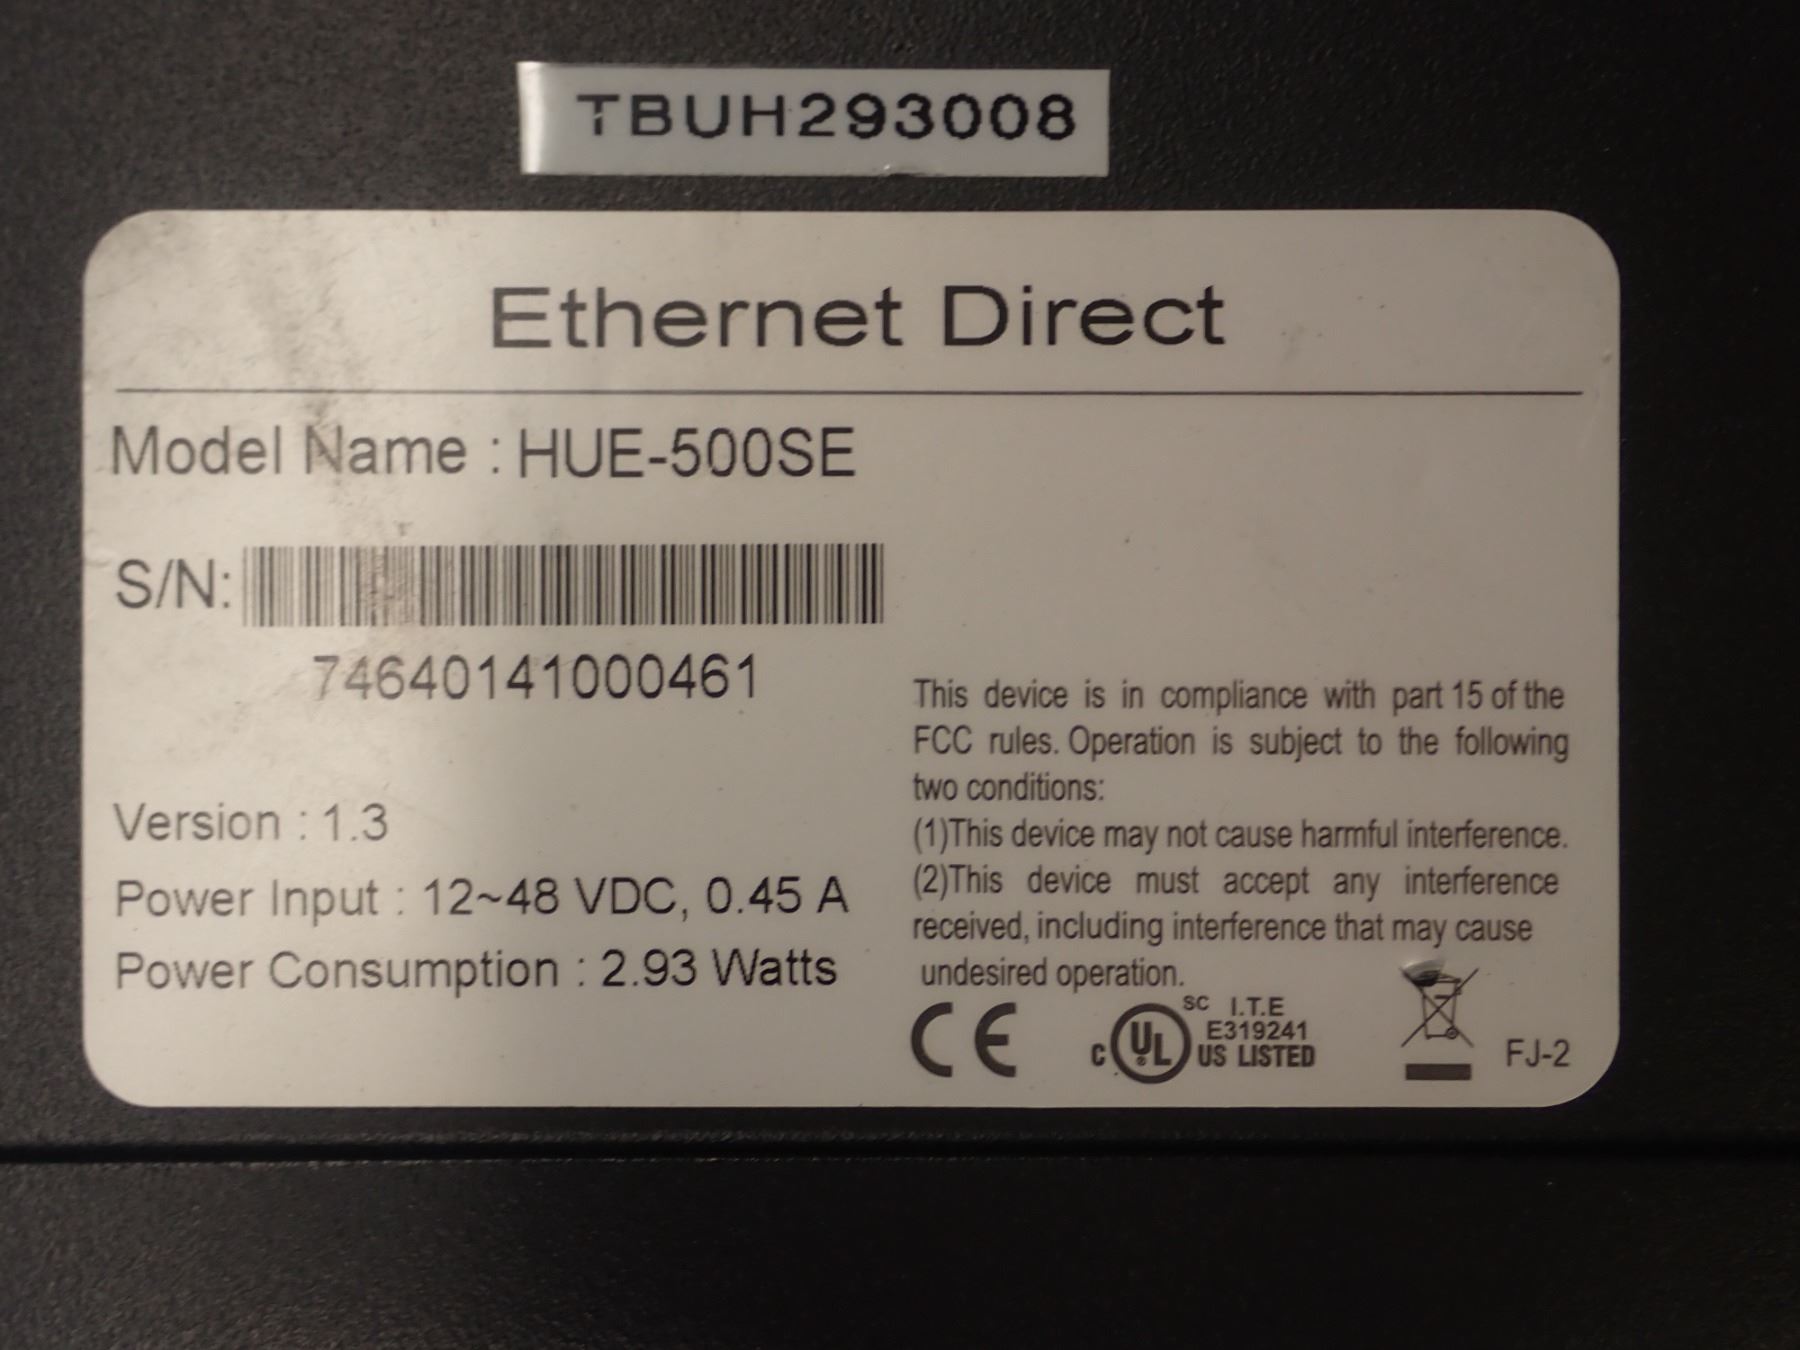 TBUH293008
Ethernet Direct
Model Name : HUE-500SE
S/N:
74640141000461
Version : 1.3
Power Input : 12~48 VDC, 0.45 A
Power Consumption : 2.93 Watts
This device is in compliance with part 15 of the
FCC rules. Operation is subject to the following
two conditions:
(1)This device may not cause harmful interference.
(2)This device must accept any interference
received, including interference that may cause
undesired operation.
CE
C UL US LISTED
SC I.T.E
E319241
FJ-2